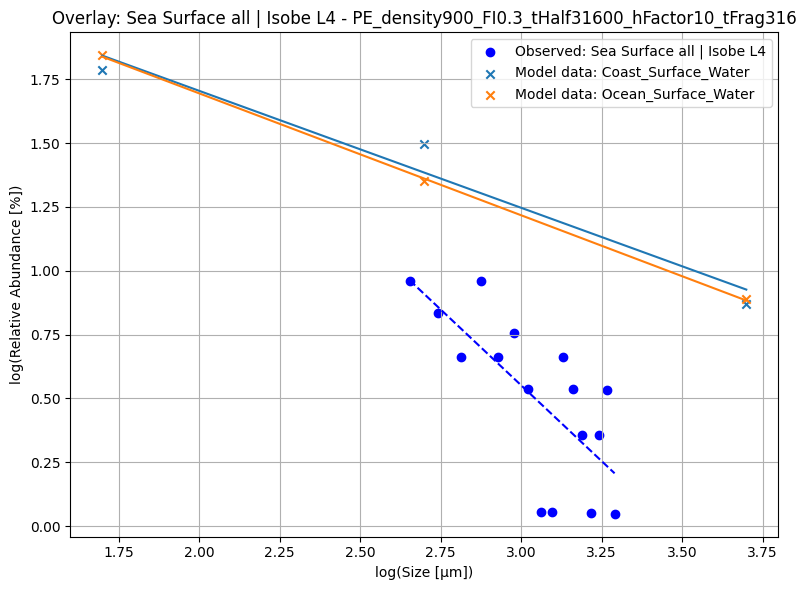 Overlay: Sea Surface all | Isobe L4 - PE_density900_FI0.3_tHalf31600_hFactor10_tFrag316
Observed: Sea Surface all | Isobe L4
Model data: Coast_Surface_Water
Model data: Ocean_Surface_Water
log(Relative Abundance [%])
1.75
1.50
1.25
1.00
0.75
0.50
0.25
0.00
1.75 2.00 2.25 2.50 2.75 3.00 3.25 3.50 3.75
log(Size [μm])